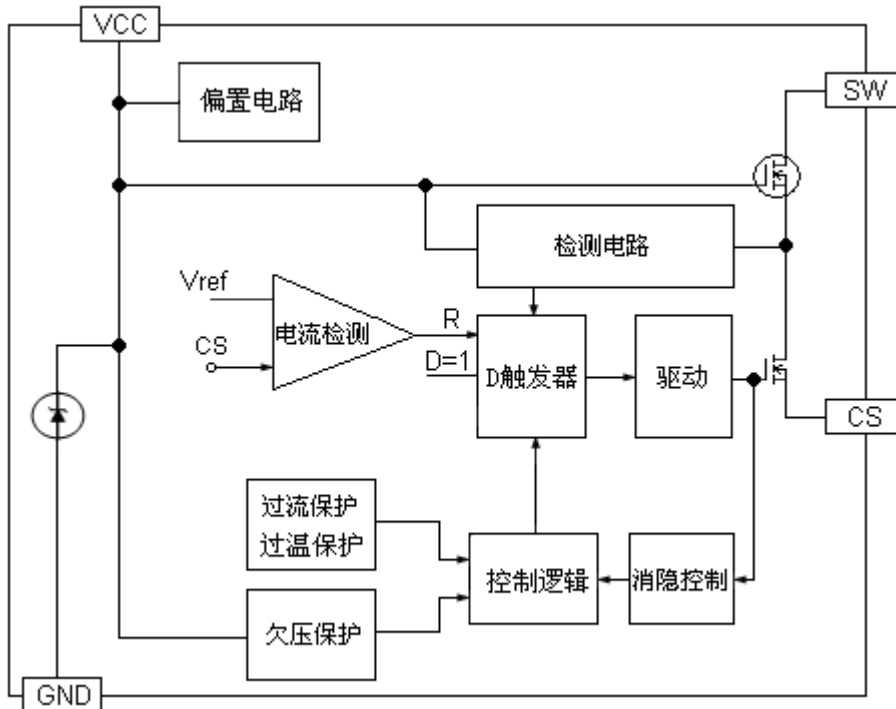 VCC
偏置电路
SW
检测电路
Vref
电流检测
CS
R
D=1
D触发器
驱动
CS
过流保护
过温保护
控制逻辑
消隐控制
欠压保护
GND